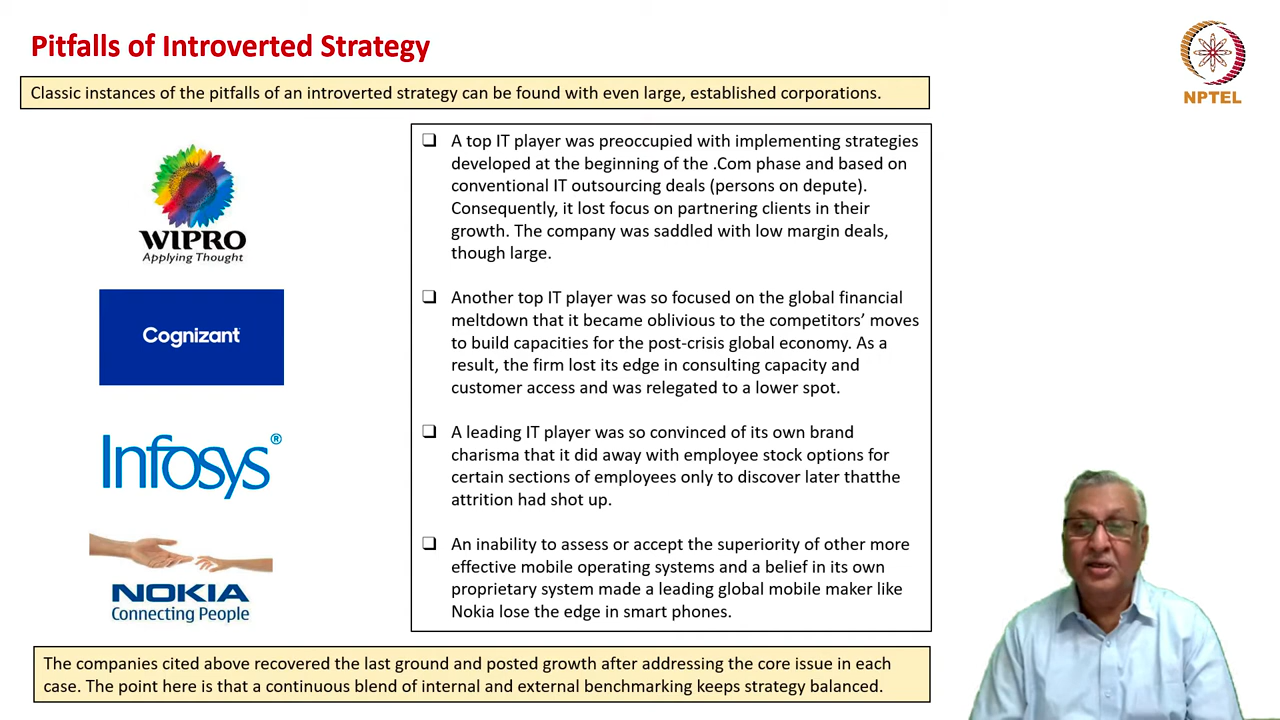 Pitfalls of Introverted Strategy
NPTEL
Classic instances of the pitfalls of an introverted strategy can be found with even large, established corporations.
WIPRO
Applying Thought
Cognizant
Infosys®
NOKIA
Connecting People
❑ A top IT player was preoccupied with implementing strategies
developed at the beginning of the .Com phase and based on
conventional IT outsourcing deals (persons on depute).
Consequently, it lost focus on partnering clients in their
growth. The company was saddled with low margin deals,
though large.
❑ Another top IT player was so focused on the global financial
meltdown that it became oblivious to the competitors’ moves
to build capacities for the post-crisis global economy. As a
result, the firm lost its edge in consulting capacity and
customer access and was relegated to a lower spot.
❑ A leading IT player was so convinced of its own brand
charisma that it did away with employee stock options for
certain sections of employees only to discover later thatthe
attrition had shot up.
❑ An inability to assess or accept the superiority of other more
effective mobile operating systems and a belief in its own
proprietary system made a leading global mobile maker like
Nokia lose the edge in smart phones.
The companies cited above recovered the last ground and posted growth after addressing the core issue in each
case. The point here is that a continuous blend of internal and external benchmarking keeps strategy balanced.